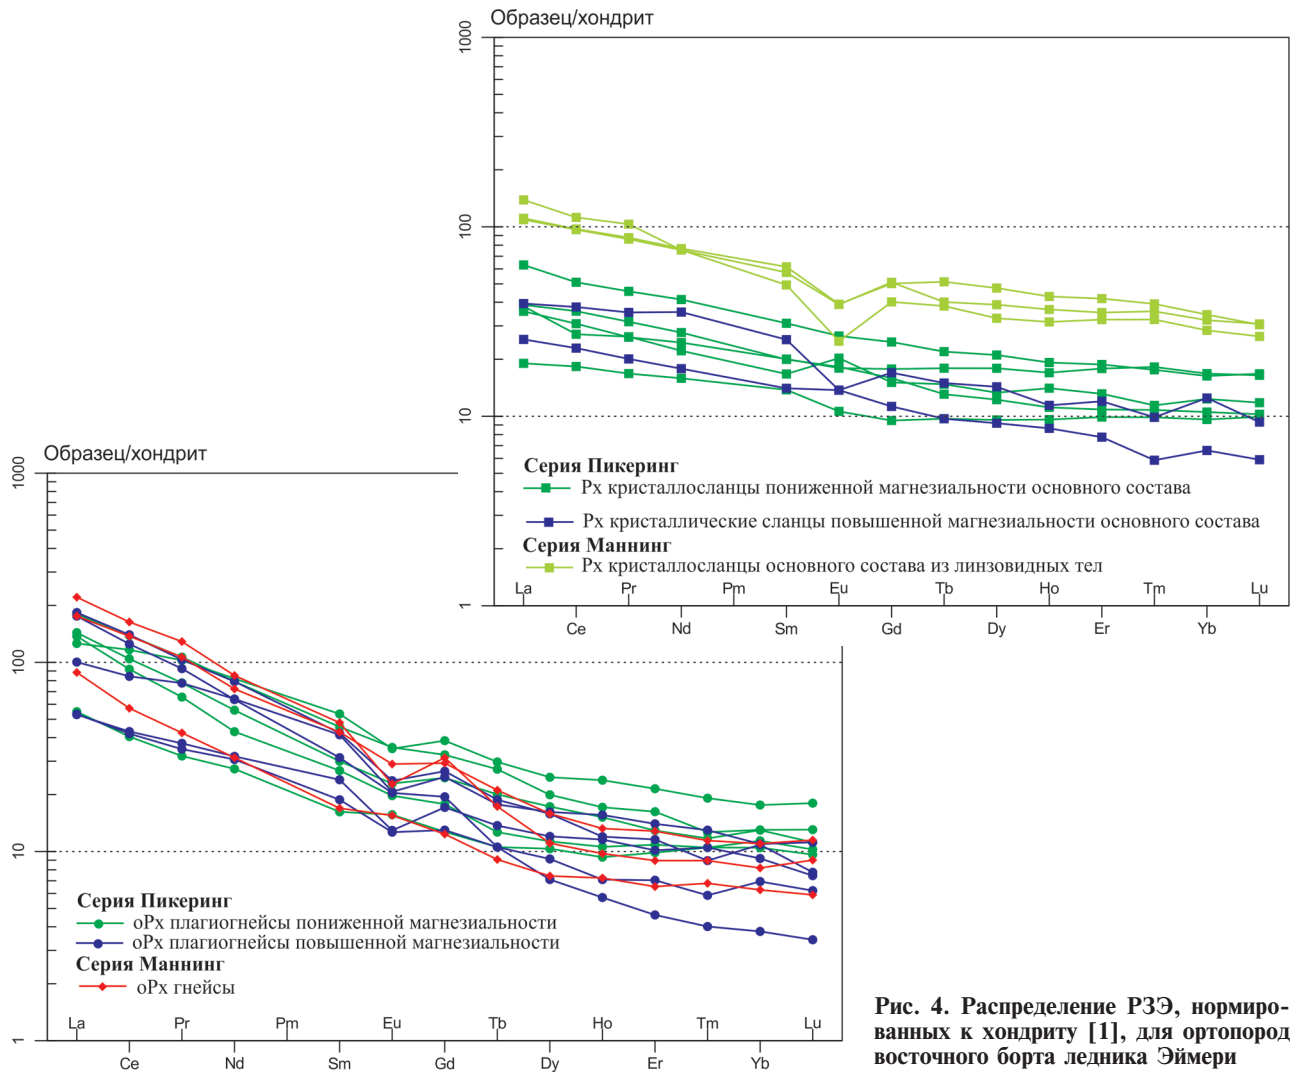 Образец/хондрит
1000
100
10
1
Серия Пикеринг
Px кристаллосланцы пониженной магнезиальности основного состава
Px кристаллические сланцы повышенной магнезиальности основного состава
Серия Маннинг
Px кристаллосланцы основного состава из линзовидных тел
La Pr Pm Eu Tb Ho Tm Lu
Ce Nd Sm Gd Dy Er Yb
Образец/хондрит
1000
100
10
1
Серия Пикеринг
oPx плагиогнейсы пониженной магнезиальности
oPx плагиогнейсы повышенной магнезиальности
Серия Маннинг
oPx гнейсы
La Pr Pm Eu Tb Ho Tm Lu
Ce Nd Sm Gd Dy Er Yb
Рис. 4. Распределение РЗЭ, нормиро-
ванных к хондриту [1], для ортопород
восточного борта ледника Эймери